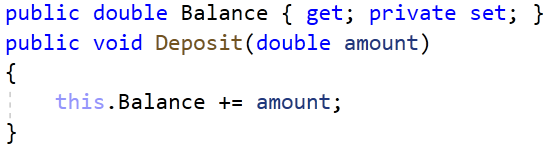 public double Balance { get; private set; }
public void Deposit(double amount)
{
    this.Balance += amount;
}